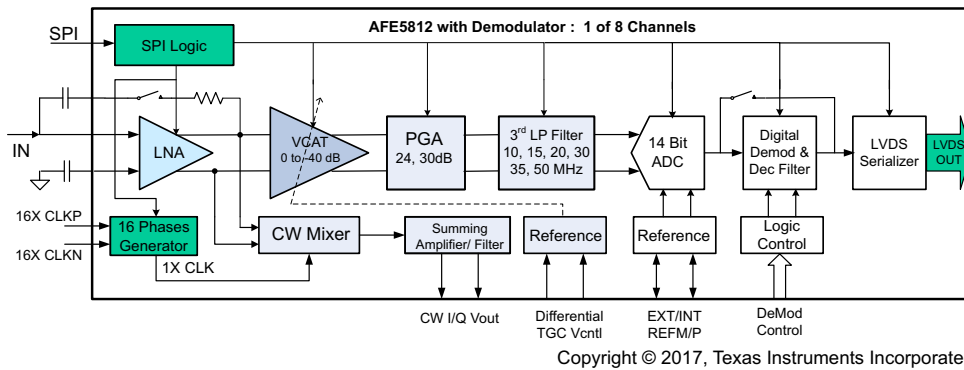 AFE5812 with Demodulator : 1 of 8 Channels
SPI
SPI Logic
IN
LNA
VCAT
0 to -40 dB
PGA
24, 30dB
3rd LP Filter
10, 15, 20, 30
35, 50 MHz
14 Bit
ADC
Digital
Demod &
Dec Filter
LVDS
Serializer
LVDS
OUT
16X CLKP
16X CLKN
16 Phases
Generator
1X CLK
CW Mixer
Summing
Amplifier/ Filter
Reference
Reference
Logic
Control
CW I/Q Vout
Differential
TGC Vcntl
EXT/INT
REFM/P
DeMod
Control
Copyright © 2017, Texas Instruments Incorporate